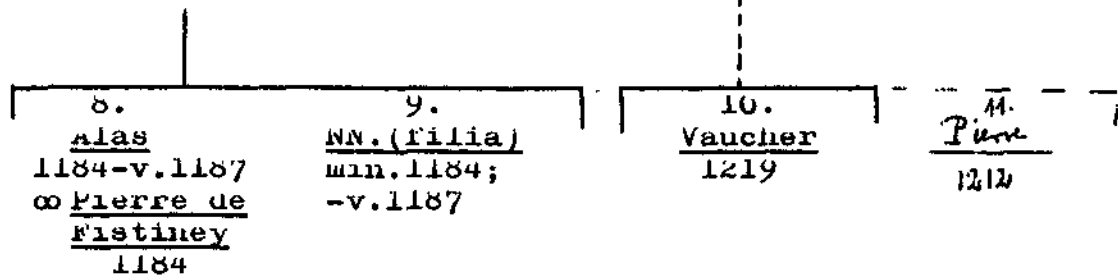 8.
Alas
1184-v.1187
∞ Pierre de
Fistiney
1184
9.
NN.(filia)
min.1184;
-v.1187
10.
Vaucher
1219
11.
Pierre
1212